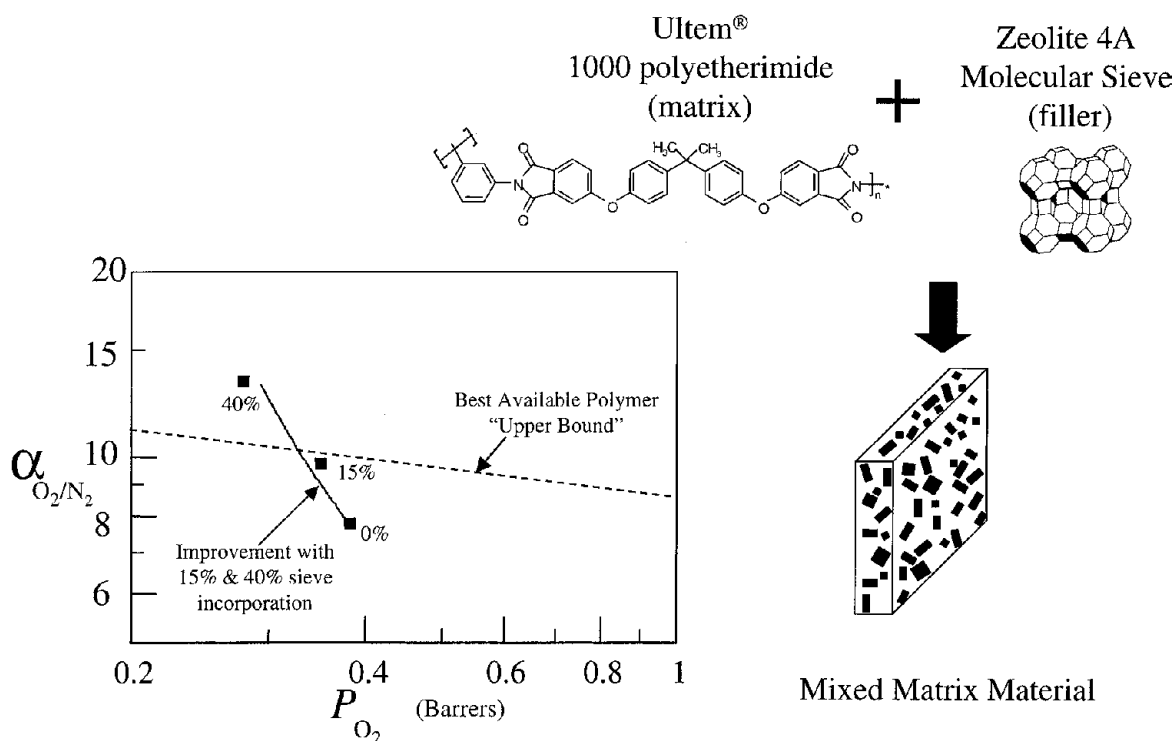 Ultem®
1000 polyetherimide
(matrix)
+
Zeolite 4A
Molecular Sieve
(filler)
H₃C CH₃
O O O O
N N
O O O O
n
*
20
15
10
8
6
α O₂/N₂
40%
15%
0%
Best Available Polymer
“Upper Bound”
Improvement with
15% & 40% sieve
incorporation
0.2 0.4 0.6 0.8 1
P O₂ (Barrers)
Mixed Matrix Material